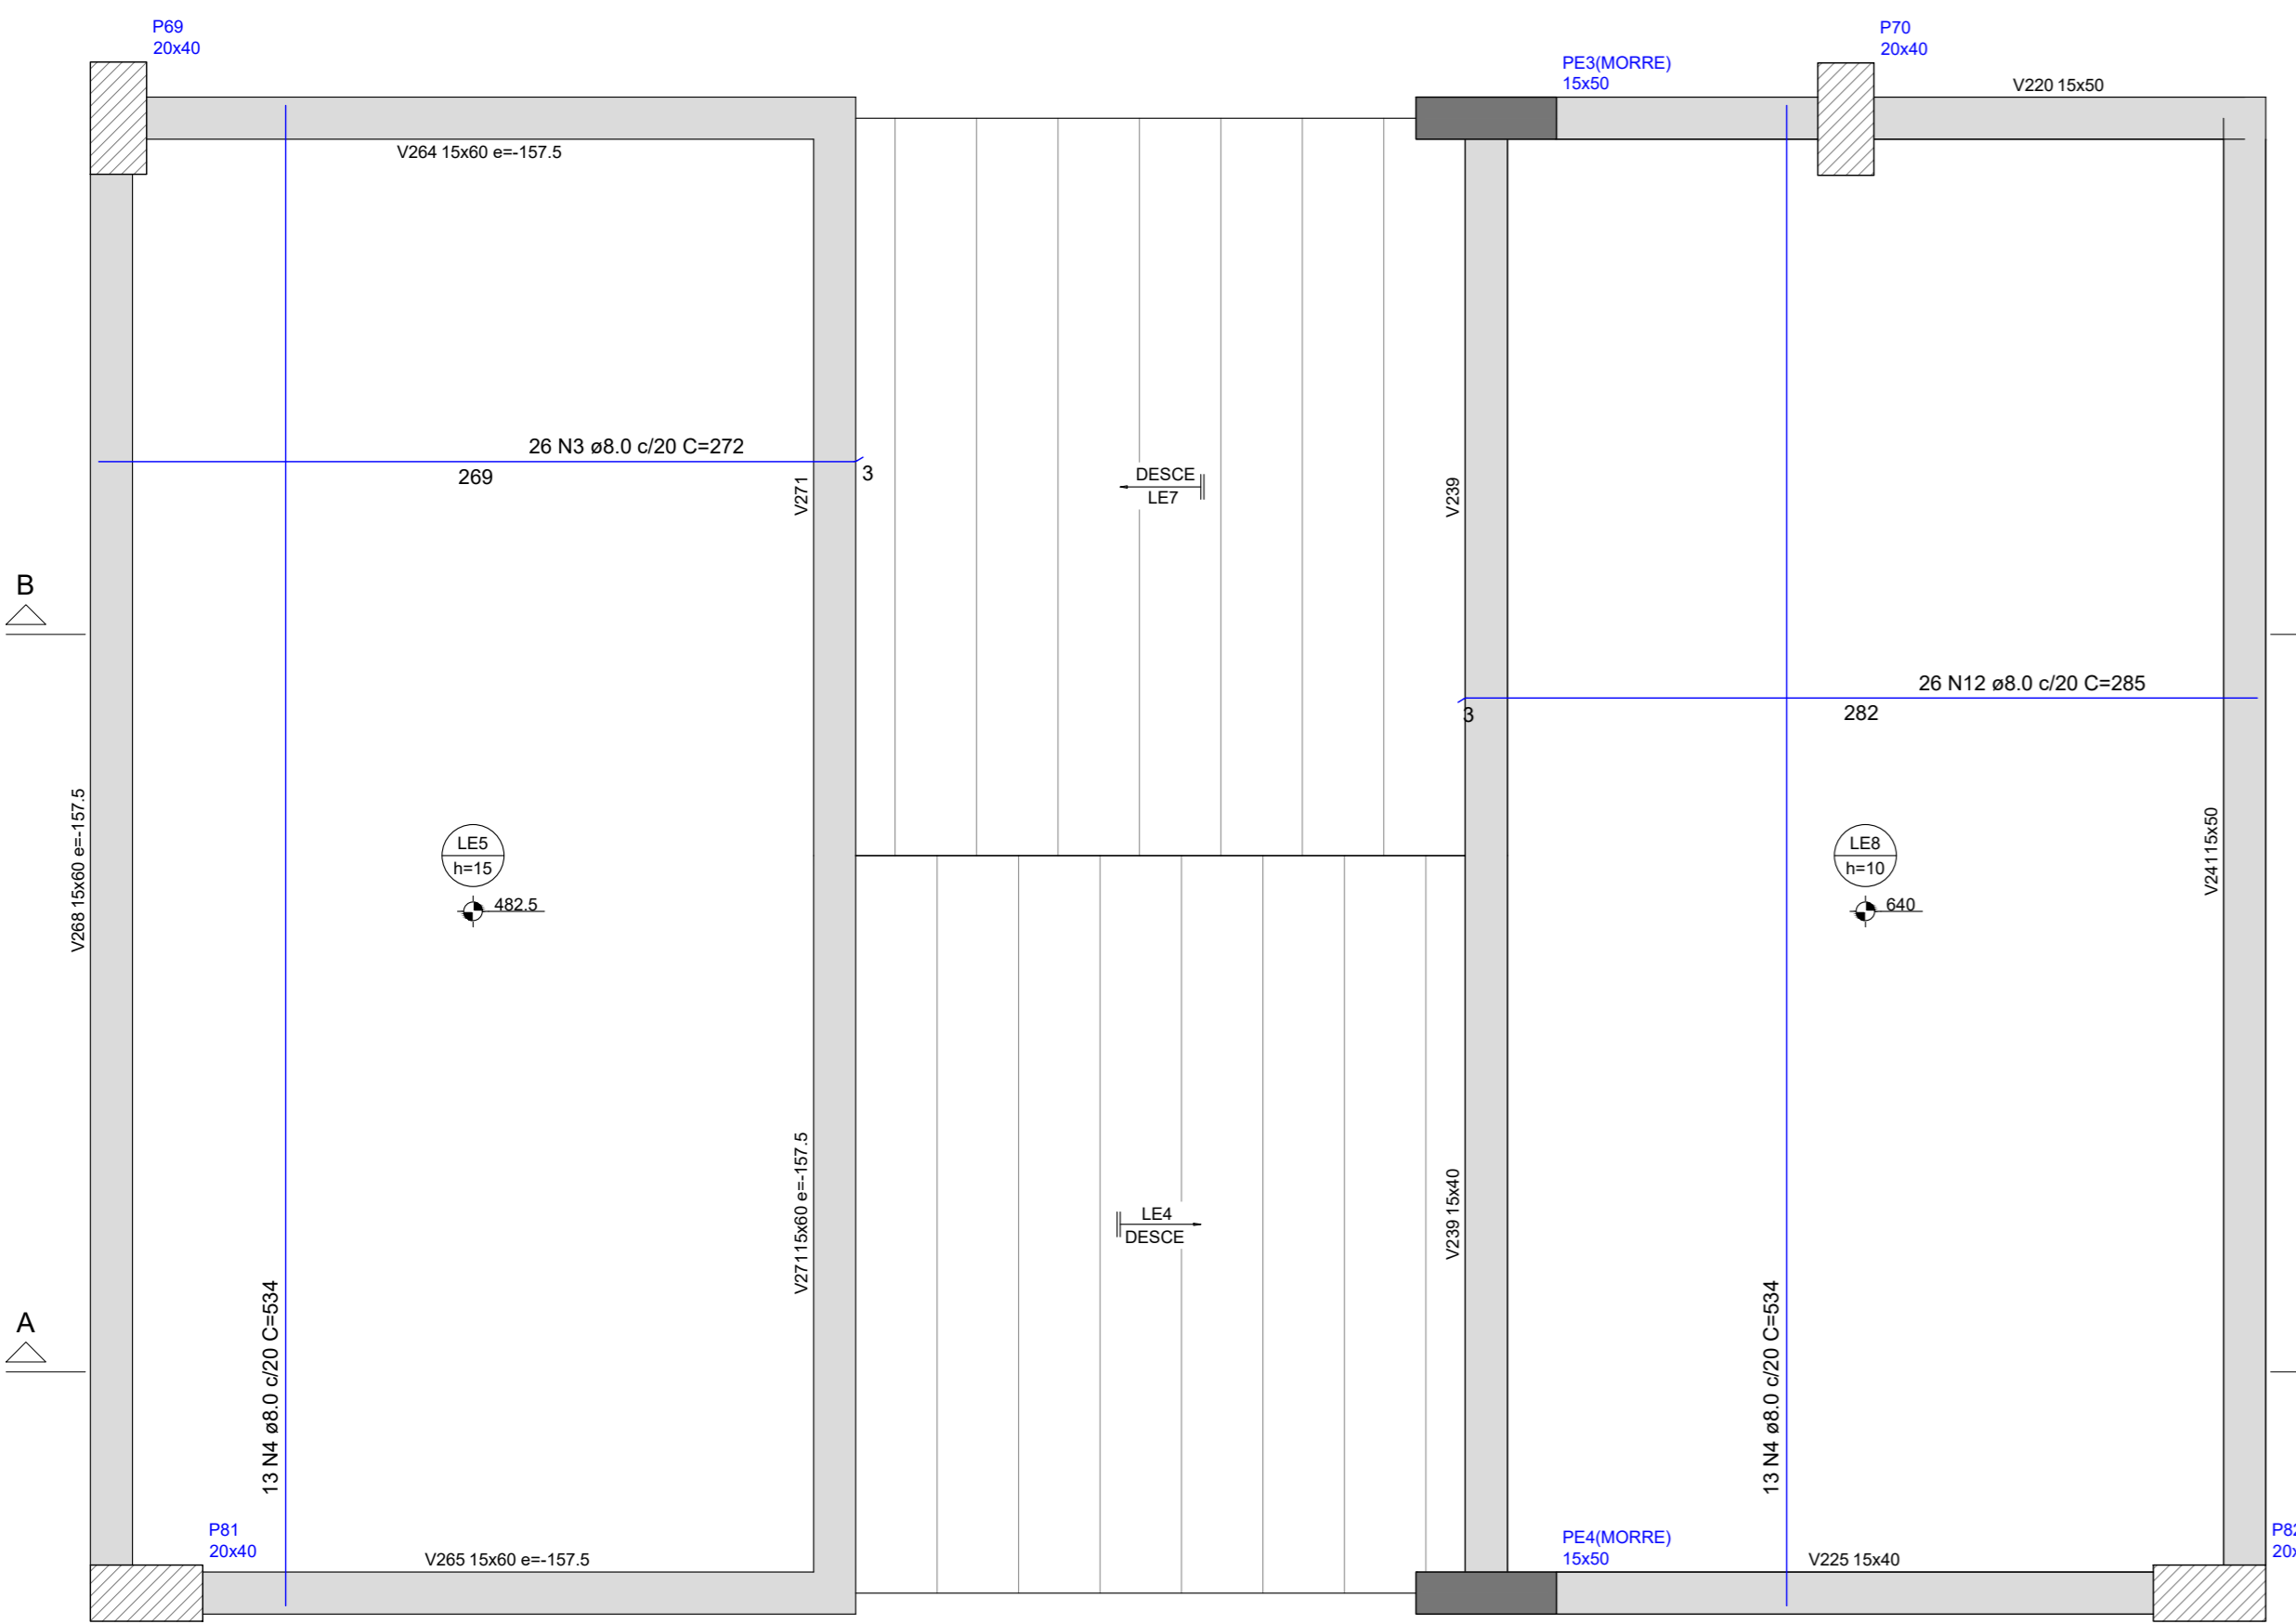 P69
20x40
P70
20x40
PE3(MORRE)
15x50
V220 15x50
V264 15x60 e=-157.5
26 N3 ø8.0 c/20 C=272
269
3
V271
DESCE
LE7
V239
B
26 N12 ø8.0 c/20 C=285
282
3
V268 15x60 e=-157.5
LE5
h=15
482.5
LE8
h=10
640
V241 15x50
V271 15x60 e=-157.5
LE4
DESCE
V239 15x40
A
13 N4 ø8.0 c/20 C=534
13 N4 ø8.0 c/20 C=534
P81
20x40
V265 15x60 e=-157.5
PE4(MORRE)
15x50
V225 15x40